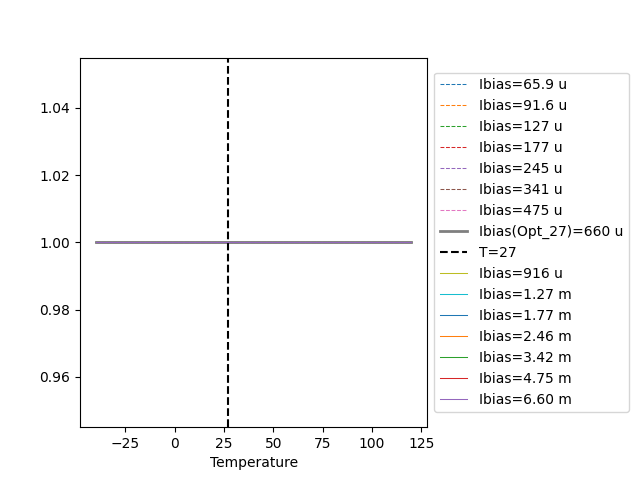 1.04
1.02
1.00
0.98
0.96
−25
0
25
50
75
100
125
Temperature
Ibias=65.9 u
Ibias=91.6 u
Ibias=127 u
Ibias=177 u
Ibias=245 u
Ibias=341 u
Ibias=475 u
Ibias(Opt_27)=660 u
T=27
Ibias=916 u
Ibias=1.27 m
Ibias=1.77 m
Ibias=2.46 m
Ibias=3.42 m
Ibias=4.75 m
Ibias=6.60 m